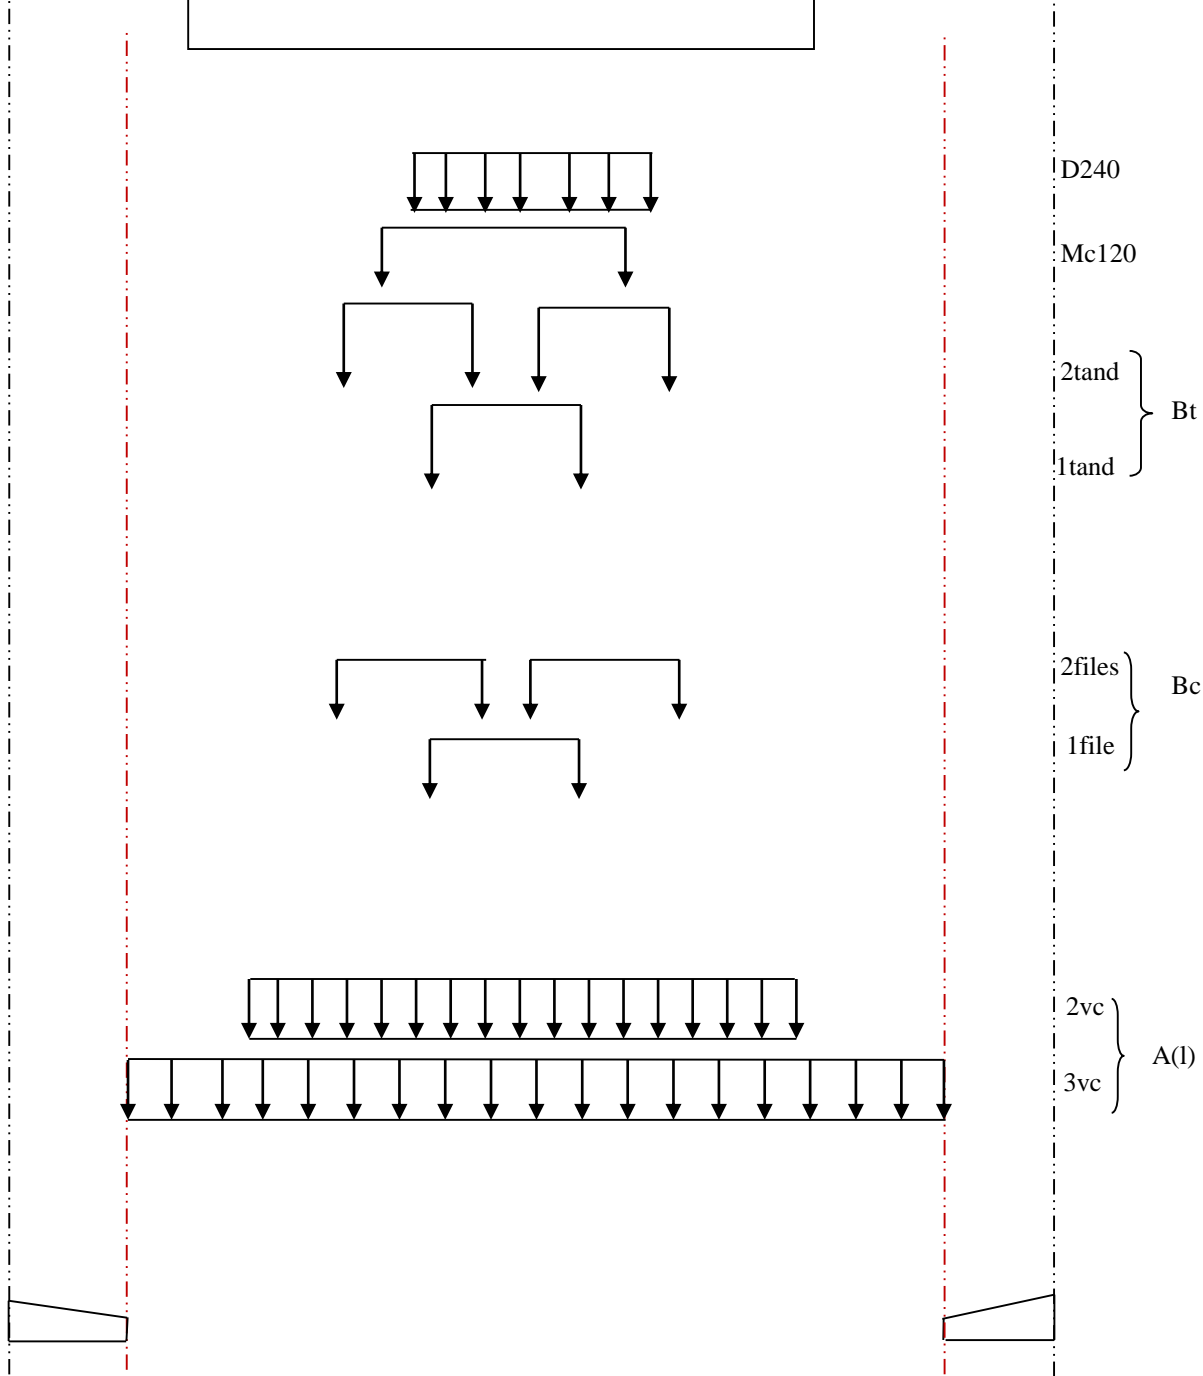 D240
Mc120
2tand
Bt
1tand
2files
Bc
1file
2vc
A(l)
3vc